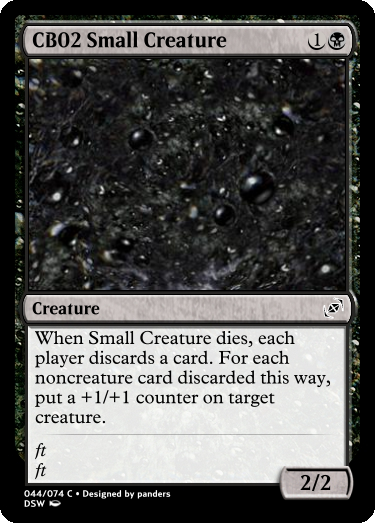 CB02 Small Creature 1
Creature
When Small Creature dies, each
player discards a card. For each
noncreature card discarded this way,
put a +1/+1 counter on target
creature.
ft
ft
2/2
044/074 C • Designed by panders
DSW